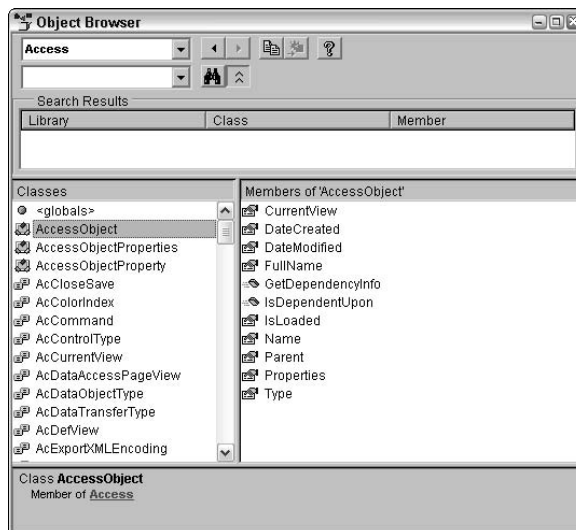 Object Browser
Access
Search Results
Library Class Member
Classes
<globals>
AccessObject
AccessObjectProperties
AccessObjectProperty
AcCloseSave
AcColorIndex
AcCommand
AcControlType
AcCurrentView
AcDataAccessPageView
AcDataObjectType
AcDataTransferType
AcDefView
AcExportXMLEncoding
Members of 'AccessObject'
CurrentView
DateCreated
DateModified
FullName
GetDependencyInfo
IsDependentUpon
IsLoaded
Name
Parent
Properties
Type
Class AccessObject
Member of Access